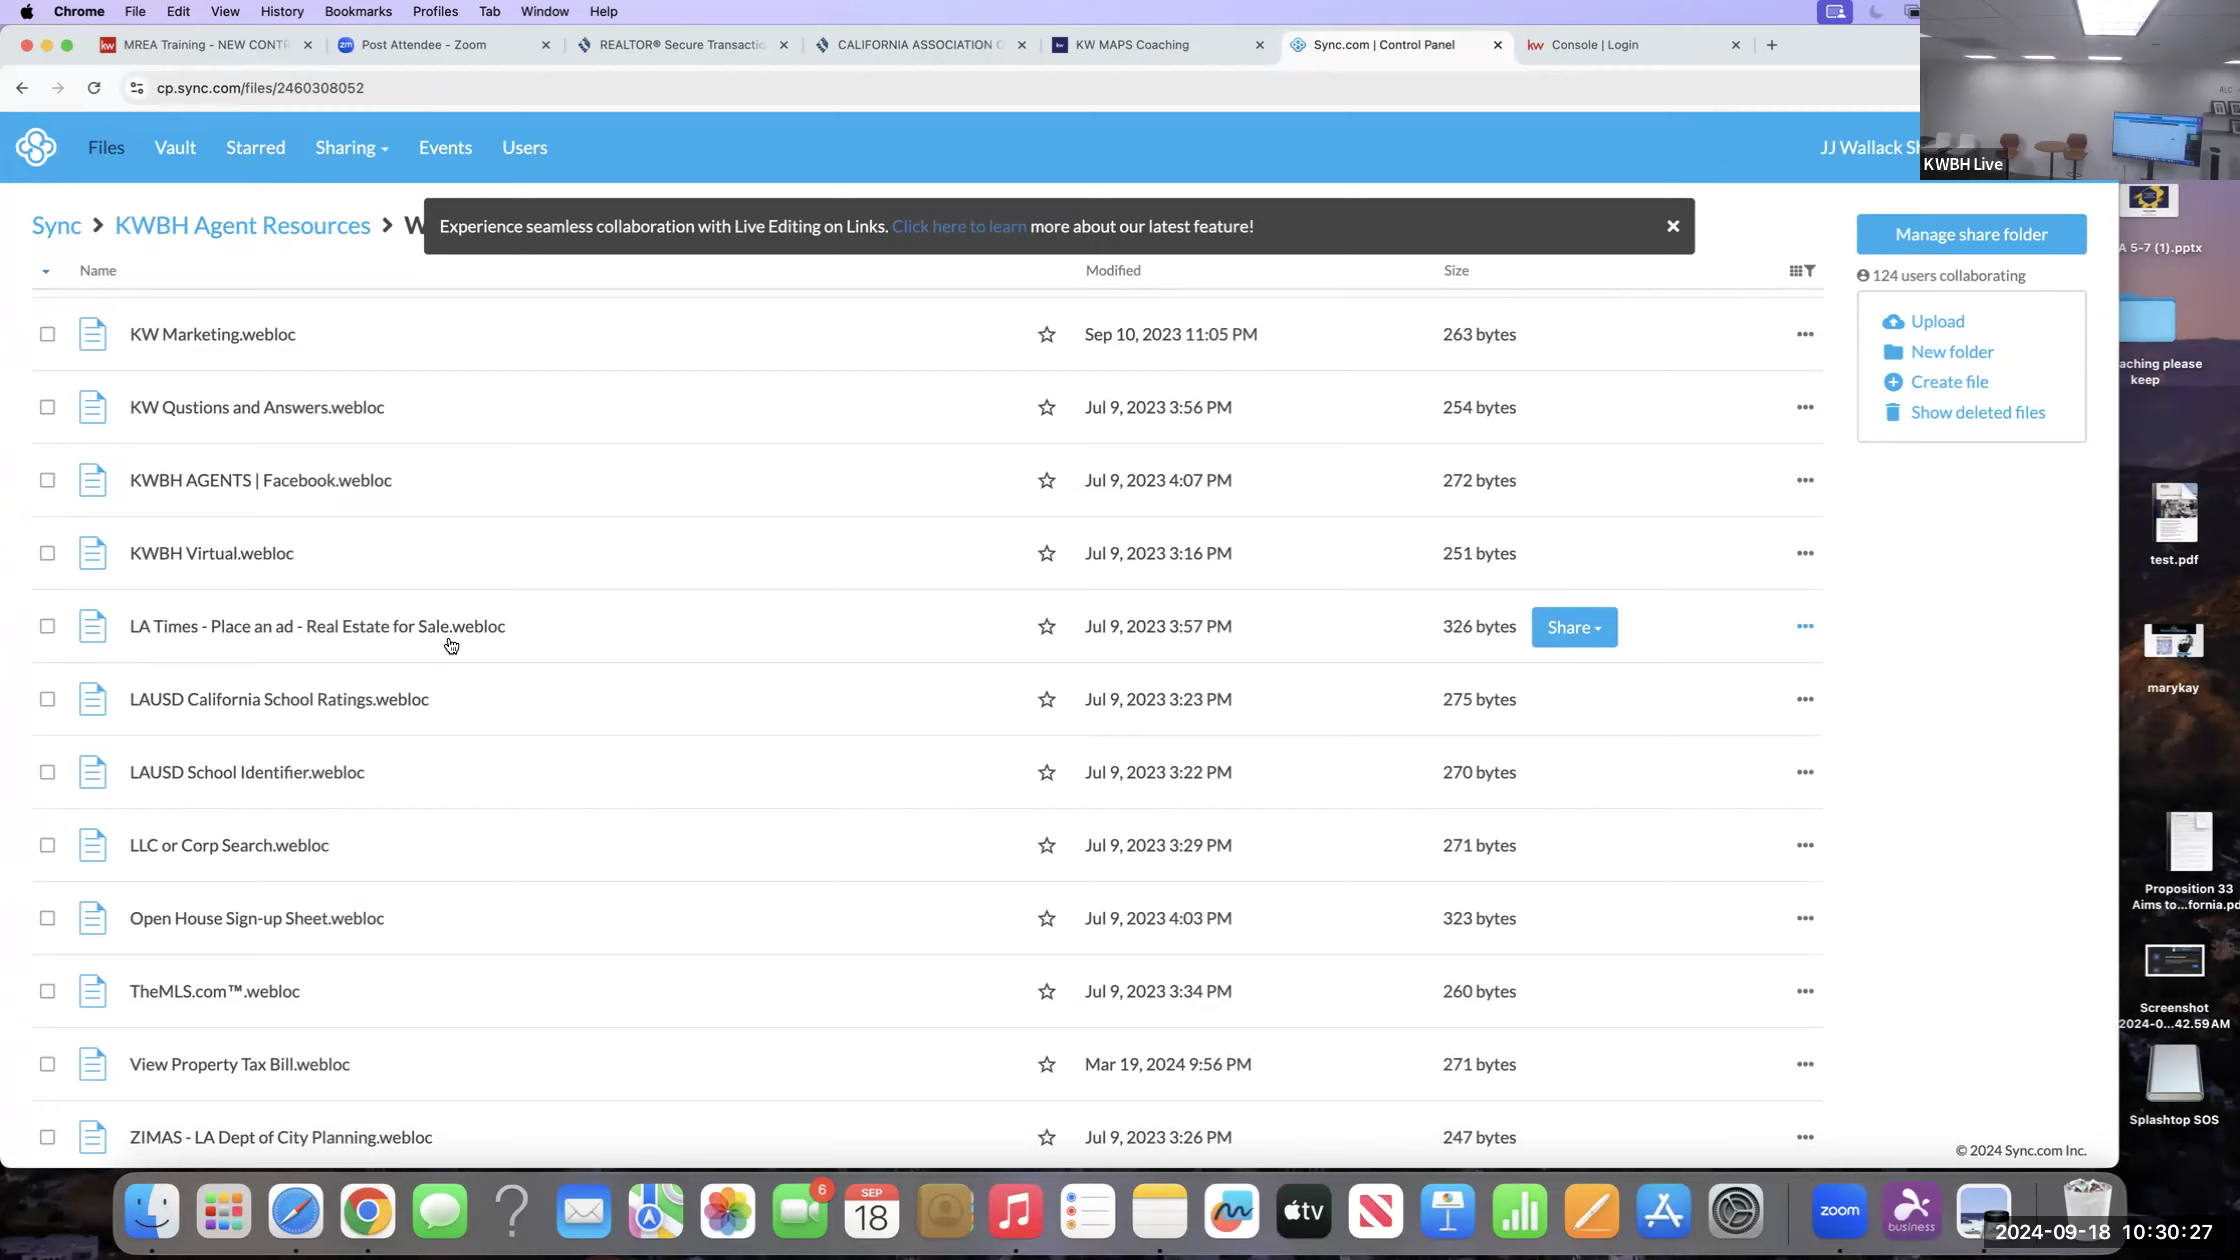 Chrome File Edit View History Bookmarks Profiles Tab Window Help
MREA Training - NEW CONTR
Post Attendee - Zoom
REALTOR® Secure Transactic
CALIFORNIA ASSOCIATION O
KW MAPS Coaching
Sync.com | Control Panel
Console | Login
cp.sync.com/files/2460308052
Files Vault Starred Sharing Events Users
JJ Wallack Sh
KWBH Live
Sync > KWBH Agent Resources > W
Experience seamless collaboration with Live Editing on Links. Click here to learn more about our latest feature!
Manage share folder
124 users collaborating
Upload
New folder
Create file
Show deleted files
Name Modified Size
KW Marketing.webloc Sep 10, 2023 11:05 PM 263 bytes
KW Qustions and Answers.webloc Jul 9, 2023 3:56 PM 254 bytes
KWBH AGENTS | Facebook.webloc Jul 9, 2023 4:07 PM 272 bytes
KWBH Virtual.webloc Jul 9, 2023 3:16 PM 251 bytes
LA Times - Place an ad - Real Estate for Sale.webloc Jul 9, 2023 3:57 PM 326 bytes Share
LAUSD California School Ratings.webloc Jul 9, 2023 3:23 PM 275 bytes
LAUSD School Identifier.webloc Jul 9, 2023 3:22 PM 270 bytes
LLC or Corp Search.webloc Jul 9, 2023 3:29 PM 271 bytes
Open House Sign-up Sheet.webloc Jul 9, 2023 4:03 PM 323 bytes
TheMLS.com™.webloc Jul 9, 2023 3:34 PM 260 bytes
View Property Tax Bill.webloc Mar 19, 2024 9:56 PM 271 bytes
ZIMAS - LA Dept of City Planning.webloc Jul 9, 2023 3:26 PM 247 bytes
© 2024 Sync.com Inc.
A 5-7 (1).pptx
aching please
keep
test.pdf
marykay
Proposition 33
Aims to...fornia.pd
Screenshot
2024-0...42.59 AM
Splashtop SOS
6
SEP
18
tv
zoom
business
2024-09-18 10:30:27